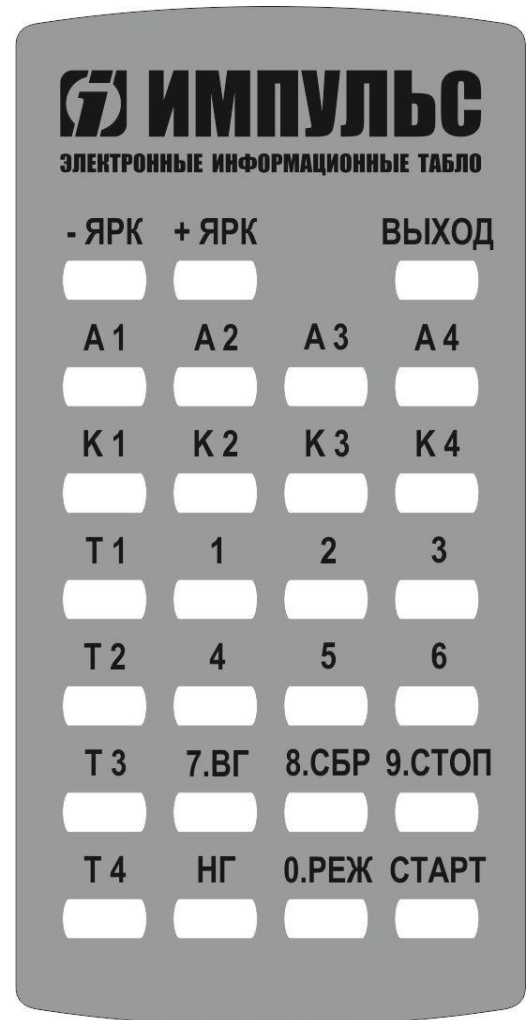 ИМПУЛЬС
ЭЛЕКТРОННЫЕ ИНФОРМАЦИОННЫЕ ТАБЛО
- ЯРК + ЯРК ВЫХОД
А 1 А 2 А 3 А 4
К 1 К 2 К 3 К 4
Т 1 1 2 3
Т 2 4 5 6
Т 3 7.ВГ 8.СБР 9.СТОП
Т 4 НГ 0.РЕЖ СТАРТ